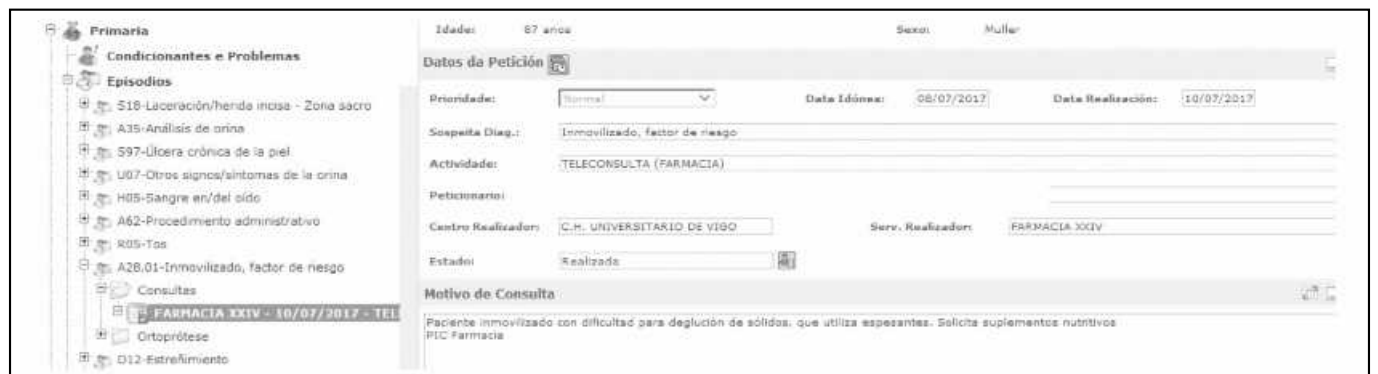 Primaria
Condicionantes e Problemas
Episodios
S18-Laceración/herida incisa - Zona sacro
A35-Análisis de orina
S97-Úlcera crónica de la piel
U07-Otros signos/síntomas de la orina
H05-Sangre en/del oído
A62-Procedimiento administrativo
R05-Tos
A28.01-Inmovilizado, factor de riesgo
Consultas
FARMACIA XXIV - 10/07/2017 - TEL
Ortoprótese
D12-Estreñimiento
Idade: 87 anos Sexo: Muller
Datos da Petición
Prioridade: Normal Data Idónea: 08/07/2017 Data Realización: 10/07/2017
Sospeita Diag.: Inmovilizado, factor de riesgo
Actividade: TELECONSULTA (FARMACIA)
Peticionario:
Centro Realizador: C.H. UNIVERSITARIO DE VIGO Serv. Realizador: FARMACIA XXIV
Estado: Realizada
Motivo de Consulta
Paciente inmovilizado con dificultad para deglución de sólidos, que utiliza espesantes. Solicita suplementos nutritivos
PIC Farmacia